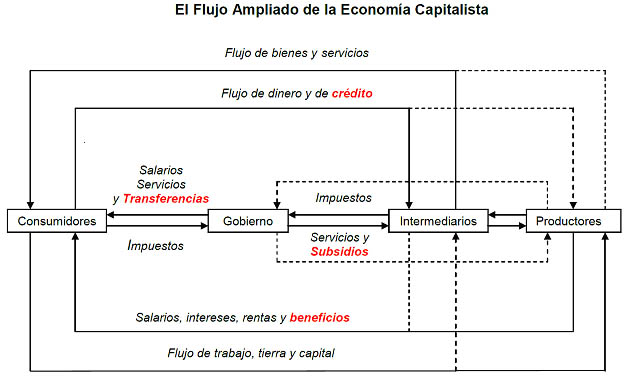 El Flujo Ampliado de la Economía Capitalista
Flujo de bienes y servicios
Flujo de dinero y de crédito
Salarios
Servicios
y Transferencias
Impuestos
Consumidores
Gobierno
Intermediarios
Productores
Impuestos
Servicios y
Subsidios
Salarios, intereses, rentas y beneficios
Flujo de trabajo, tierra y capital